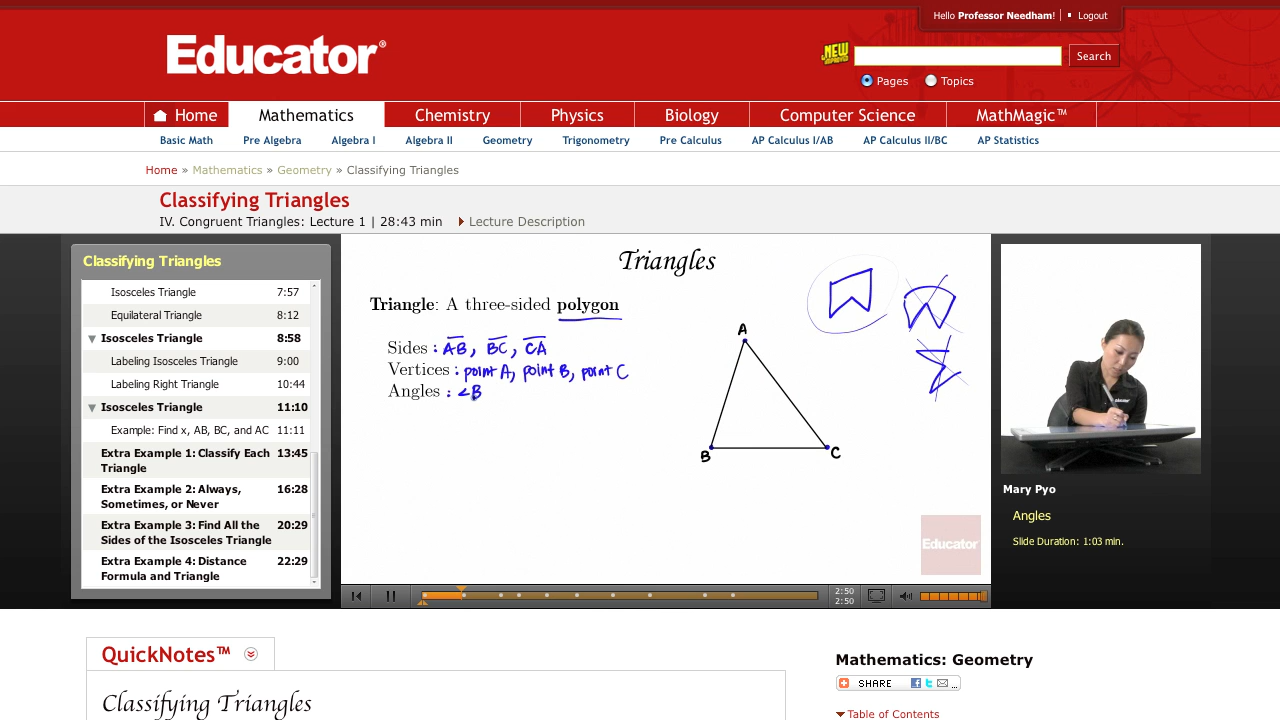 Hello Professor Needham! Logout
Educator®
NEW
IMPROVED
Search
Pages Topics
Home Mathematics Chemistry Physics Biology Computer Science MathMagic™
Basic Math Pre Algebra Algebra I Algebra II Geometry Trigonometry Pre Calculus AP Calculus I/AB AP Calculus II/BC AP Statistics
Home » Mathematics » Geometry » Classifying Triangles
Classifying Triangles
IV. Congruent Triangles: Lecture 1 | 28:43 min Lecture Description
Classifying Triangles
Isosceles Triangle 7:57
Equilateral Triangle 8:12
Isosceles Triangle 8:58
Labeling Isosceles Triangle 9:00
Labeling Right Triangle 10:44
Isosceles Triangle 11:10
Example: Find x, AB, BC, and AC 11:11
Extra Example 1: Classify Each 13:45
Triangle
Extra Example 2: Always, 16:28
Sometimes, or Never
Extra Example 3: Find All the 20:29
Sides of the Isosceles Triangle
Extra Example 4: Distance 22:29
Formula and Triangle
Triangles
Triangle: A three-sided polygon
Sides : A̅B̅, B̅C̅, C̅A̅
Vertices : point A, point B, point C
Angles : ∠B
A
B
C
Educator
Educator
Mary Pyo
Angles
Slide Duration: 1:03 min.
2:50
2:50
QuickNotes™
Classifying Triangles
Mathematics: Geometry
SHARE ...
Table of Contents